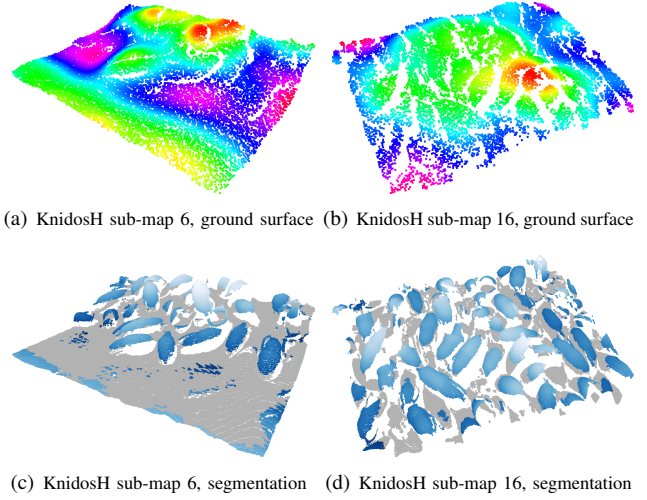 (a) KnidosH sub-map 6, ground surface
(b) KnidosH sub-map 16, ground surface
(c) KnidosH sub-map 6, segmentation
(d) KnidosH sub-map 16, segmentation